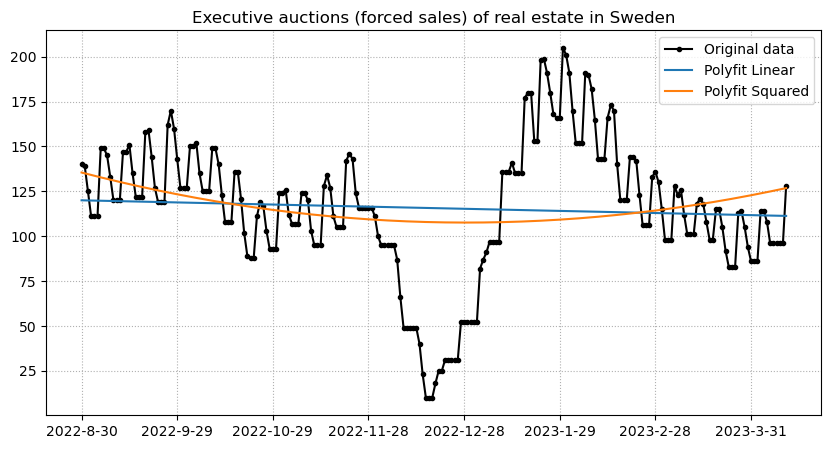 Executive auctions (forced sales) of real estate in Sweden
Original data
Polyfit Linear
Polyfit Squared
200
175
150
125
100
75
50
25
2022-8-30 2022-9-29 2022-10-29 2022-11-28 2022-12-28 2023-1-29 2023-2-28 2023-3-31